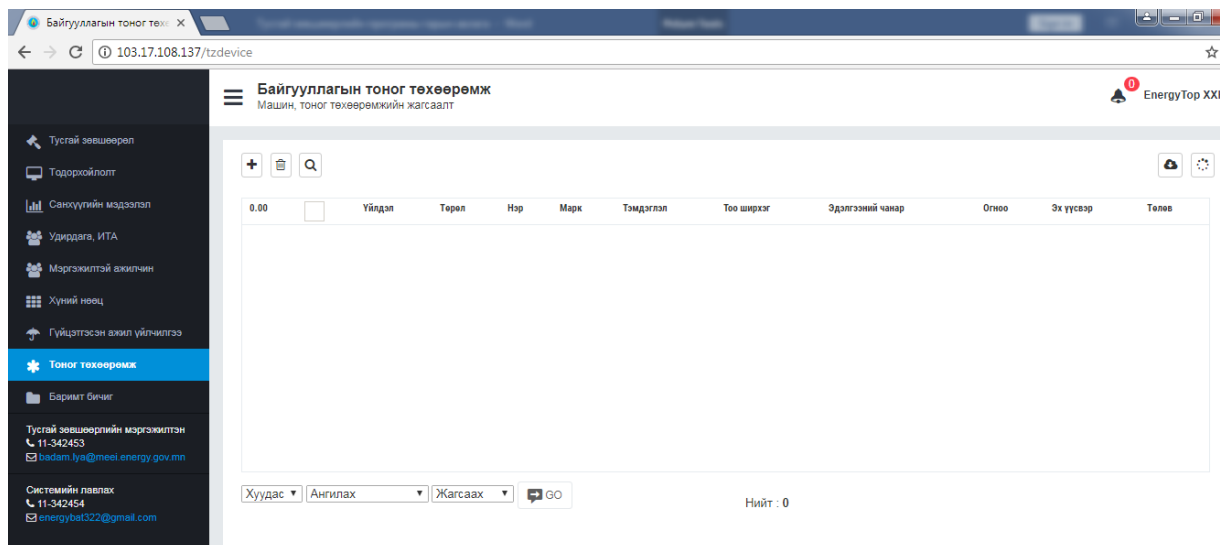 Байгууллагын тоног төхө
103.17.108.137/tzdevice
Байгууллагын тоног төхөөрөмж
Машин, тоног төхөөрөмжийн жагсаалт
0
EnergyTop XXI
Тусгай зөвшөөрөл
Тодорхойлолт
Санхүүгийн мэдээлэл
Удирдага, ИТА
Мэргэжилтэй ажилчин
Хүний нөөц
Гүйцэтгэсэн ажил үйлчилгээ
Тоног төхөөрөмж
Баримт бичиг
Тусгай зөвшөөрлийн мэргэжилтэн
11-342453
badam.lya@meei.energy.gov.mn
Системийн лавлах
11-342454
energybat322@gmail.com
0.00 Үйлдэл Төрөл Нэр Марк Тэмдэглэл Тоо ширхэг Эдэлгээний чанар Огноо Эх үүсвэр Төлөв
Хуудас Ангилах Жагсаах GO
Нийт : 0